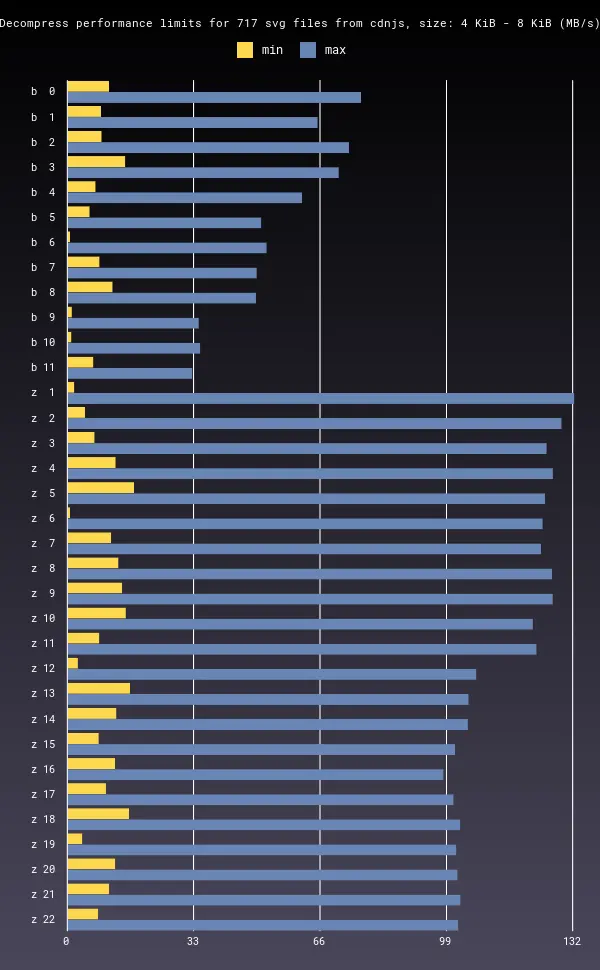 Decompress performance limits for 717 svg files from cdnjs, size: 4 KiB - 8 KiB (MB/s)
min max
b 0
b 1
b 2
b 3
b 4
b 5
b 6
b 7
b 8
b 9
b 10
b 11
z 1
z 2
z 3
z 4
z 5
z 6
z 7
z 8
z 9
z 10
z 11
z 12
z 13
z 14
z 15
z 16
z 17
z 18
z 19
z 20
z 21
z 22
0 33 66 99 132